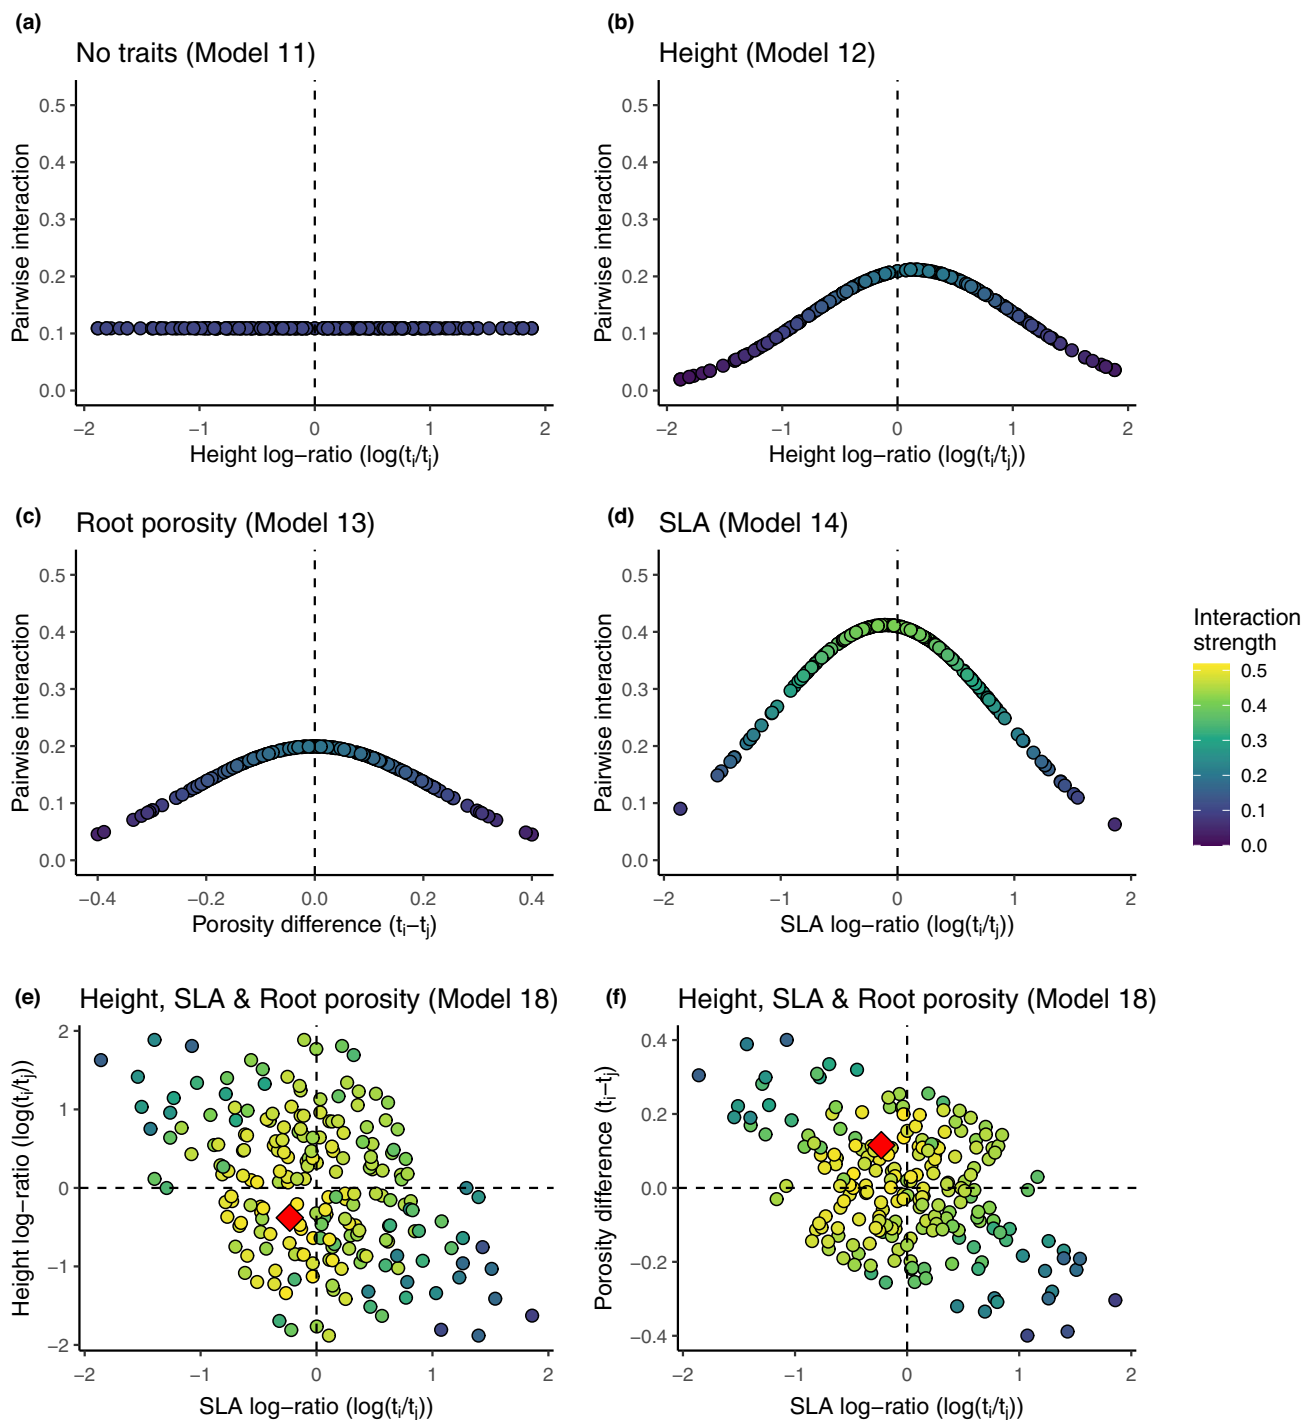 (a)
No traits (Model 11)
0.5
0.4
0.3
0.2
0.1
0.0
Pairwise interaction
−2 −1 0 1 2
Height log−ratio (log(ti/tj)
(b)
Height (Model 12)
0.5
0.4
0.3
0.2
0.1
0.0
Pairwise interaction
−2 −1 0 1 2
Height log−ratio (log(ti/tj))
(c)
Root porosity (Model 13)
0.5
0.4
0.3
0.2
0.1
0.0
Pairwise interaction
−0.4 −0.2 0.0 0.2 0.4
Porosity difference (ti−tj)
(d)
SLA (Model 14)
0.5
0.4
0.3
0.2
0.1
0.0
Pairwise interaction
−2 −1 0 1 2
SLA log−ratio (log(ti/tj))
Interaction
strength
0.5
0.4
0.3
0.2
0.1
0.0
(e)
Height, SLA & Root porosity (Model 18)
2
1
0
−1
−2
Height log−ratio (log(ti/tj))
−2 −1 0 1 2
SLA log−ratio (log(ti/tj))
(f)
Height, SLA & Root porosity (Model 18)
0.4
0.2
0.0
−0.2
−0.4
Porosity difference (ti−tj)
−2 −1 0 1 2
SLA log−ratio (log(ti/tj))